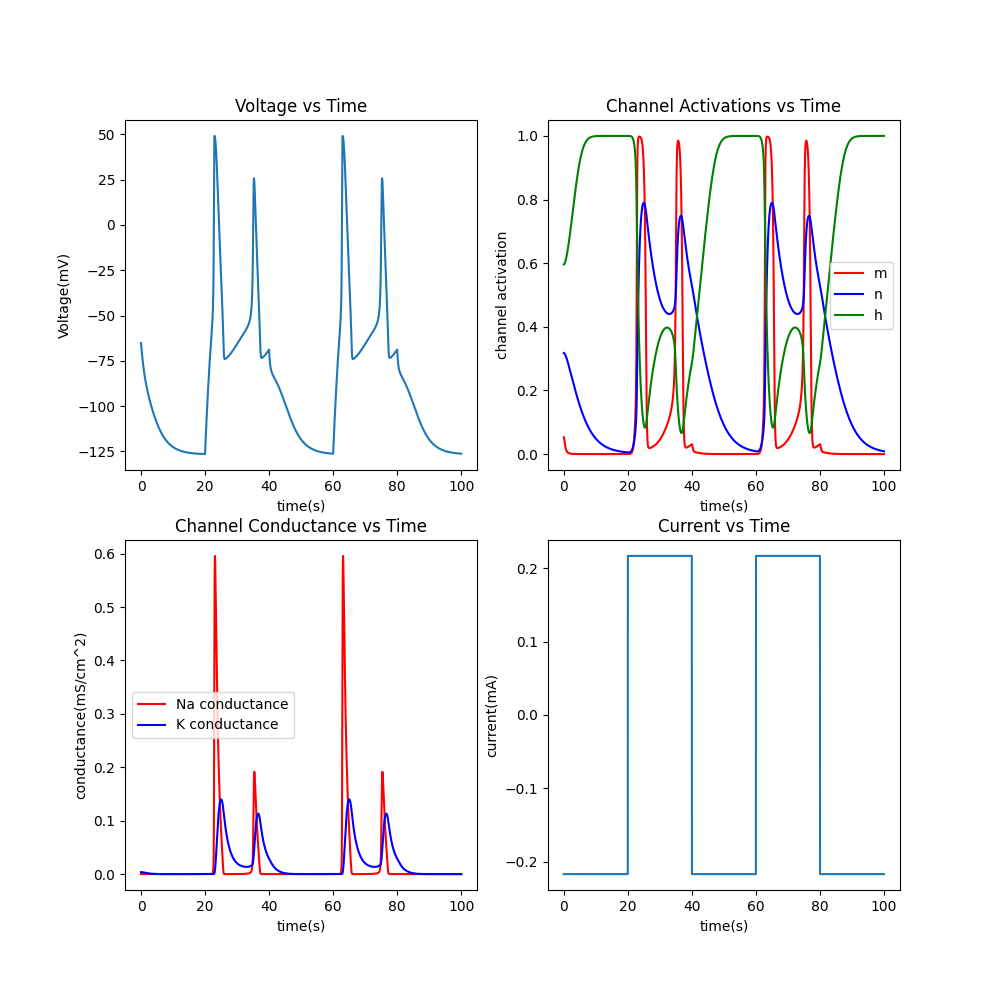 Voltage vs Time
50
25
0
−25
−50
−75
−100
−125
Voltage(mV)
0 20 40 60 80 100
time(s)
Channel Activations vs Time
1.0
0.8
0.6
0.4
0.2
0.0
channel activation
m
n
h
0 20 40 60 80 100
time(s)
Channel Conductance vs Time
0.6
0.5
0.4
0.3
0.2
0.1
0.0
conductance(mS/cm^2)
Na conductance
K conductance
0 20 40 60 80 100
time(s)
Current vs Time
0.2
0.1
0.0
−0.1
−0.2
current(mA)
0 20 40 60 80 100
time(s)